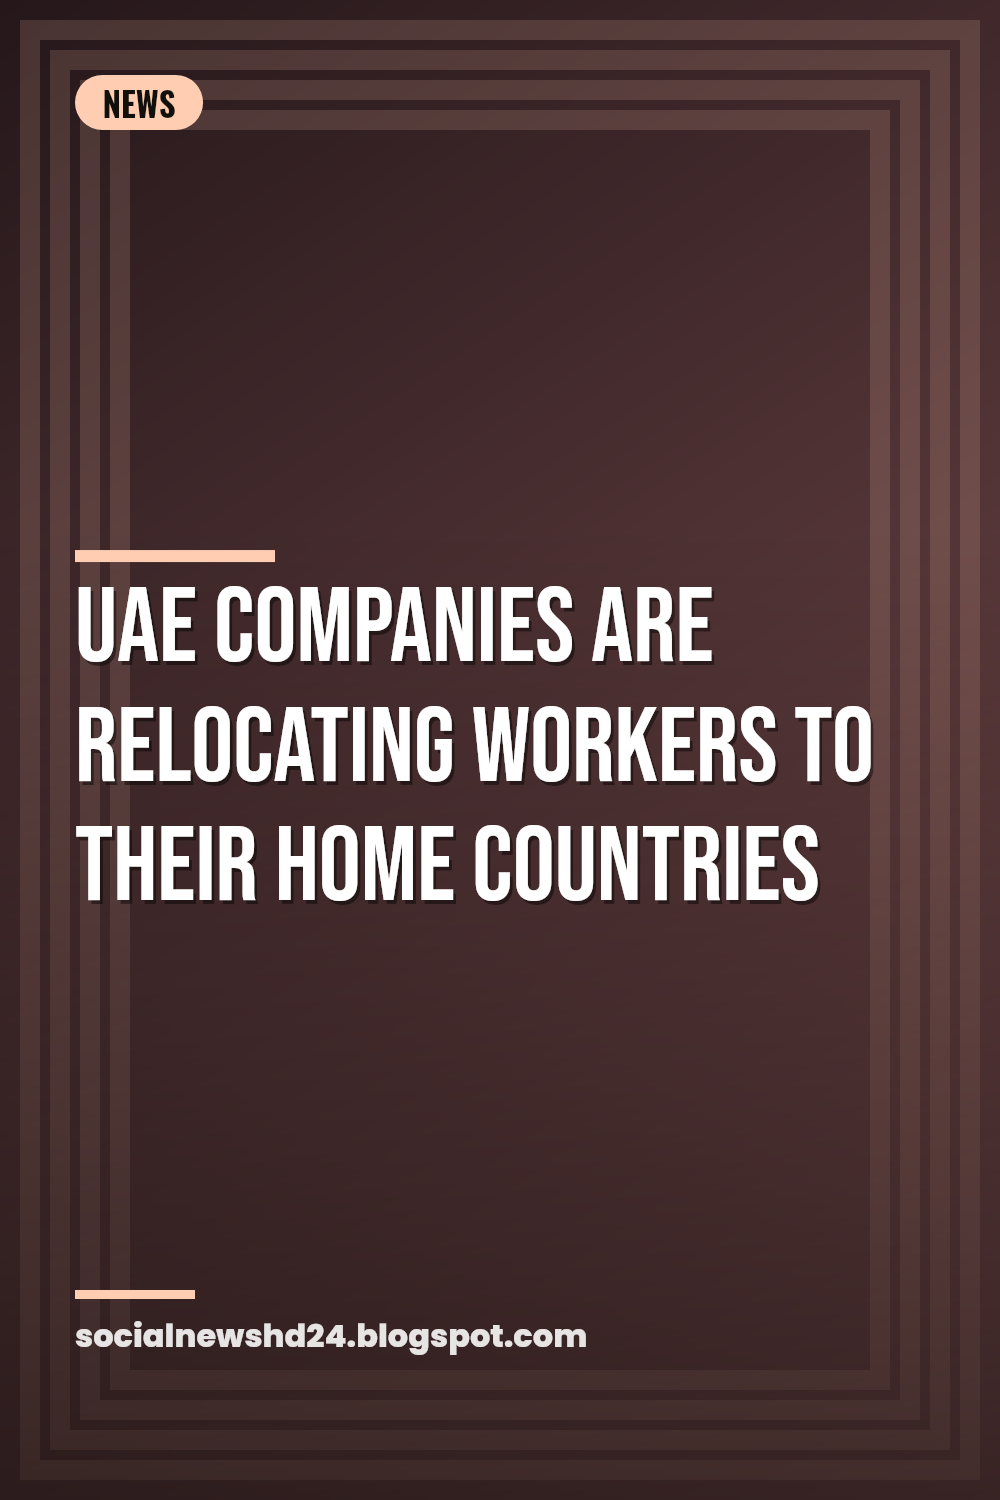 NEWS
UAE COMPANIES ARE
RELOCATING WORKERS TO
THEIR HOME COUNTRIES
socialnewshd24.blogspot.com